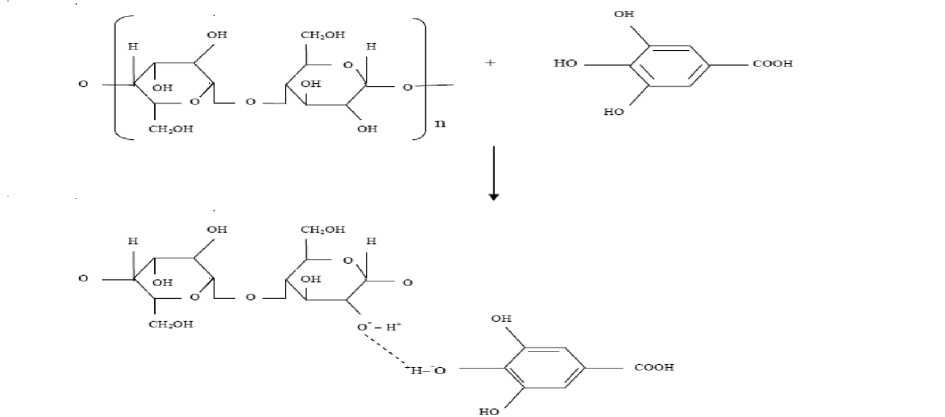 OH
OH CH₂OH
H H
O
HO COOH
+
O OH OH O
O O
HO
CH₂OH OH
n
OH CH₂OH
H H
O
O OH OH O
O O
CH₂OH O⁻ – H⁺
OH
⁺H–⁻O COOH
HO